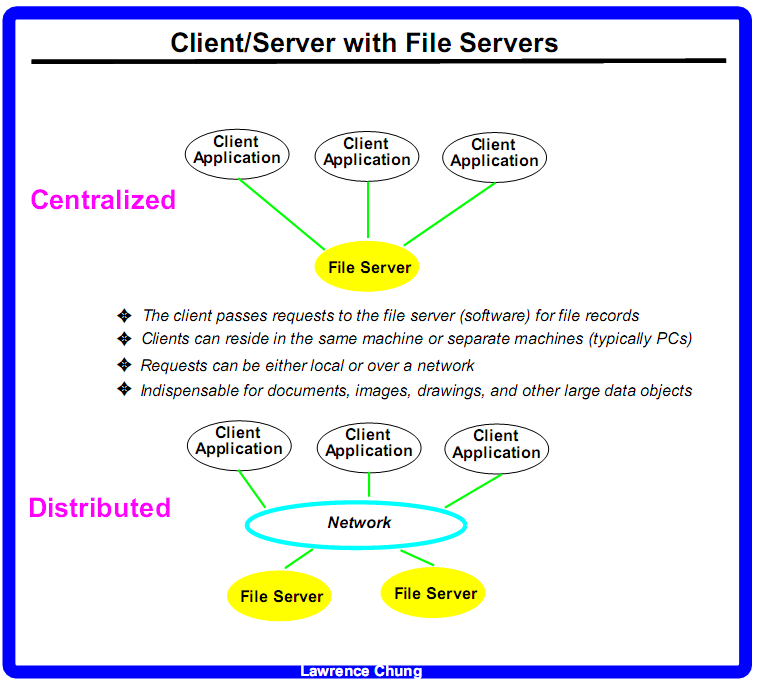 Client/Server with File Servers
Client
Application
Client
Application
Client
Application
Centralized
File Server
The client passes requests to the file server (software) for file records
Clients can reside in the same machine or separate machines (typically PCs)
Requests can be either local or over a network
Indispensable for documents, images, drawings, and other large data objects
Client
Application
Client
Application
Client
Application
Distributed
Network
File Server
File Server
Lawrence Chung